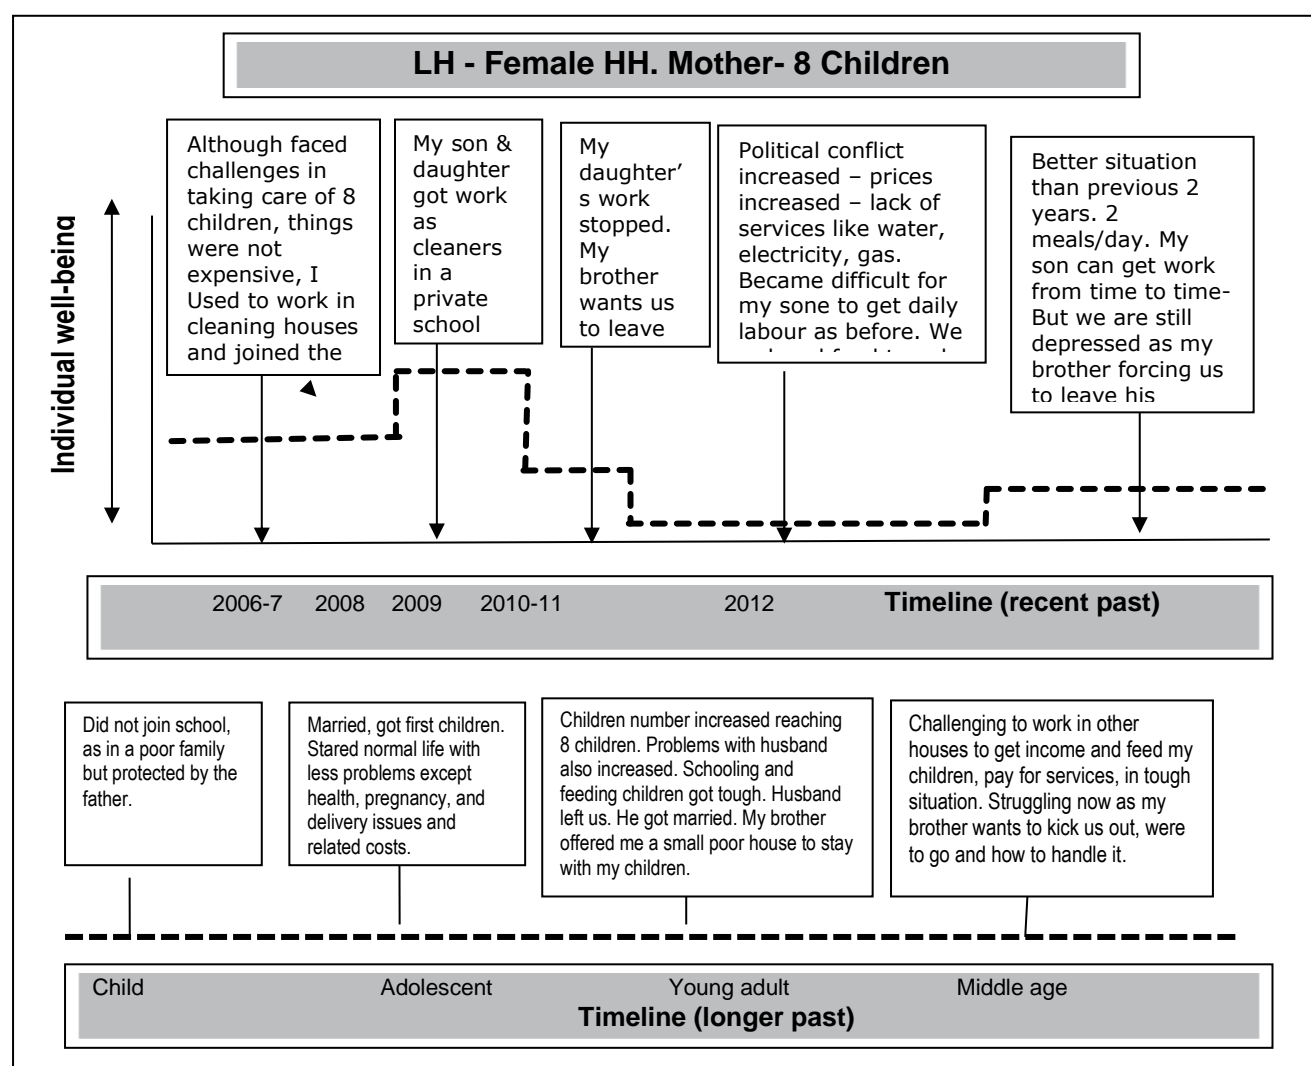 LH - Female HH. Mother- 8 Children
Individual well-being
Although faced
challenges in
taking care of 8
children, things
were not
expensive, I
Used to work in
cleaning houses
and joined the
My son &
daughter
got work
as
cleaners
in a
private
school
My
daughter’
s work
stopped.
My
brother
wants us
to leave
Political conflict
increased – prices
increased – lack of
services like water,
electricity, gas.
Became difficult for
my sone to get daily
labour as before. We
Better situation
than previous 2
years. 2
meals/day. My
son can get work
from time to time-
But we are still
depressed as my
brother forcing us
to leave his
2006-7 2008 2009 2010-11 2012 Timeline (recent past)
Did not join school,
as in a poor family
but protected by the
father.
Married, got first children.
Stared normal life with
less problems except
health, pregnancy, and
delivery issues and
related costs.
Children number increased reaching
8 children. Problems with husband
also increased. Schooling and
feeding children got tough. Husband
left us. He got married. My brother
offered me a small poor house to stay
with my children.
Challenging to work in other
houses to get income and feed my
children, pay for services, in tough
situation. Struggling now as my
brother wants to kick us out, were
to go and how to handle it.
Child Adolescent Young adult Middle age
Timeline (longer past)